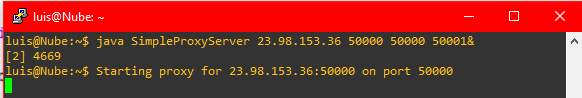 luis@Nube: ~
luis@Nube:~$ java SimpleProxyServer 23.98.153.36 50000 50000 50001&
[2] 4669
luis@Nube:~$ Starting proxy for 23.98.153.36:50000 on port 50000